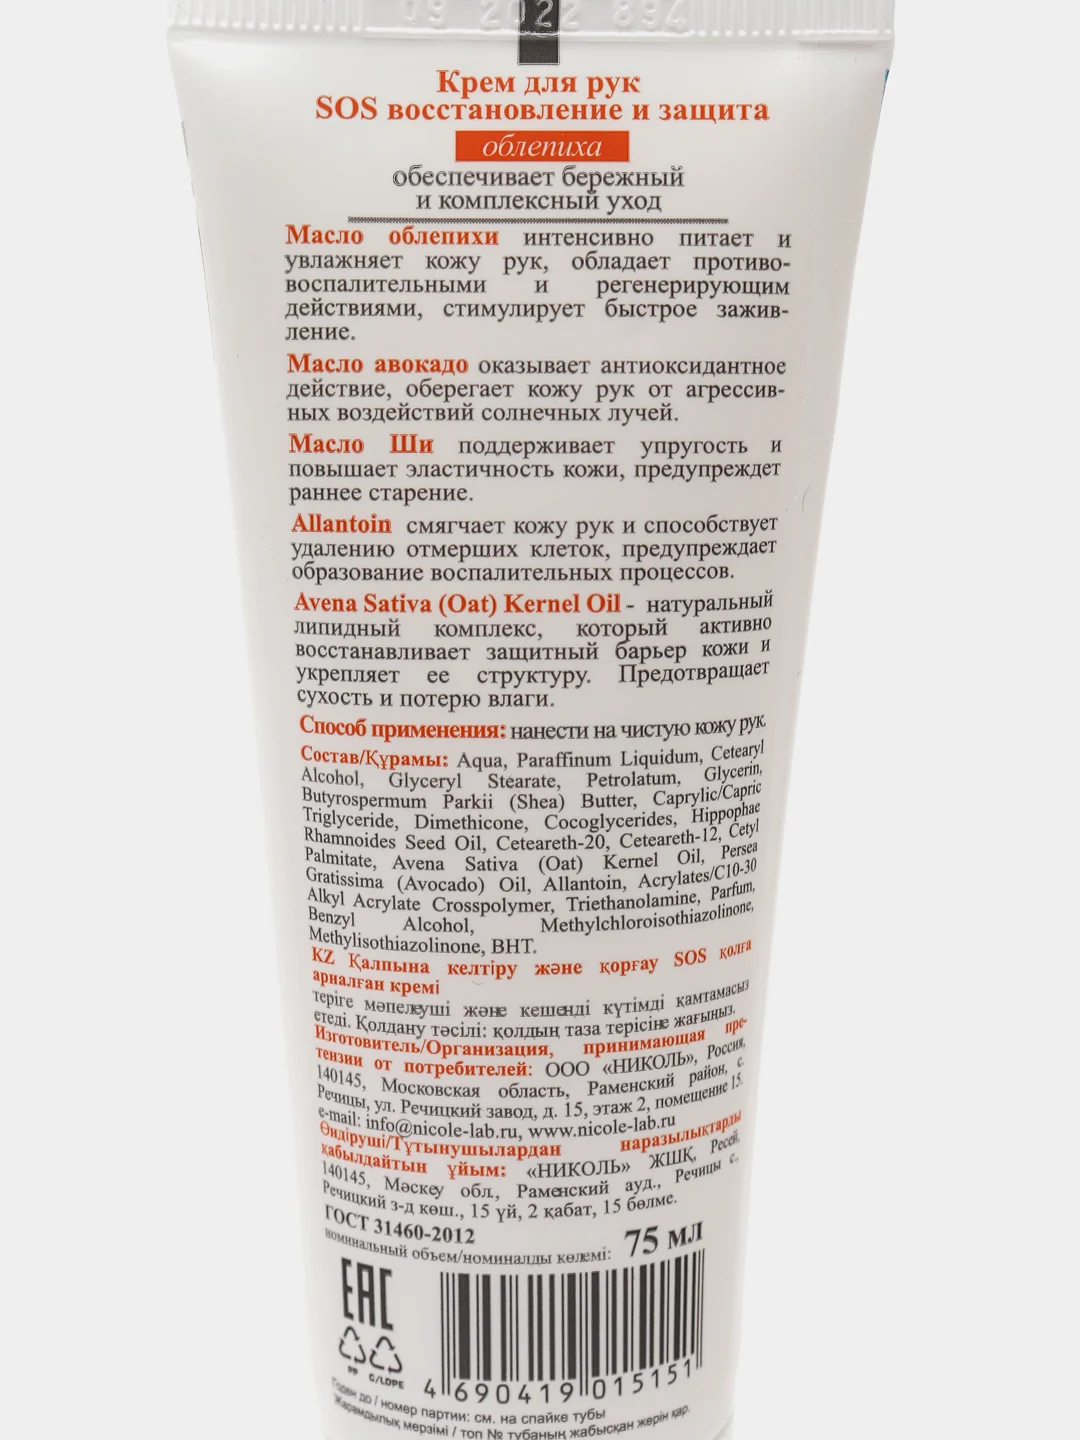 09 2022 894
Крем для рук
SOS восстановление и защита
облепиха
обеспечивает бережный
и комплексный уход
Масло облепихи интенсивно питает и
увлажняет кожу рук, обладает противо-
воспалительными и регенерирующим
действиями, стимулирует быстрое зажив-
ление.
Масло авокадо оказывает антиоксидантное
действие, оберегает кожу рук от агрессив-
ных воздействий солнечных лучей.
Масло Ши поддерживает упругость и
повышает эластичность кожи, предупреждет
раннее старение.
Allantoin смягчает кожу рук и способствует
удалению отмерших клеток, предупреждает
образование воспалительных процессов.
Avena Sativa (Oat) Kernel Oil - натуральный
липидный комплекс, который активно
восстанавливает защитный барьер кожи и
укрепляет ее структуру. Предотвращает
сухость и потерю влаги.
Способ применения: нанести на чистую кожу рук.
Состав/Құрамы: Aqua, Paraffinum Liquidum, Cetearyl
Alcohol, Glyceryl Stearate, Petrolatum, Glycerin,
Butyrospermum Parkii (Shea) Butter, Caprylic/Capric
Triglyceride, Dimethicone, Cocoglycerides, Hippophae
Rhamnoides Seed Oil, Ceteareth-20, Ceteareth-12, Cetyl
Palmitate, Avena Sativa (Oat) Kernel Oil, Persea
Gratissima (Avocado) Oil, Allantoin, Acrylates/C10-30
Alkyl Acrylate Crosspolymer, Triethanolamine, Parfum,
Benzyl Alcohol, Methylchloroisothiazolinone,
Methylisothiazolinone, BHT.
KZ Қалпына келтіру және қорғау SOS қолға
арналған кремі
теріге мәпелеуші және кешенді күтімді қамтамасыз
етеді. Қолдану тәсілі: қолдың таза терісіне жағыңыз.
Изготовитель/Организация, принимающая пре-
тензии от потребителей: ООО «НИКОЛЬ», Россия,
140145, Московская область, Раменский район, с.
Речицы, ул. Речицкий завод, д. 15, этаж 2, помещение 15.
e-mail: info@nicole-lab.ru, www.nicole-lab.ru
Өндіруші/Тұтынушылардан наразылықтарды
қабылдайтын ұйым: «НИКОЛЬ» ЖШҚ, Ресей,
140145, Мәскеу обл., Раменский ауд., Речицы с.,
Речицкий з-д көш., 15 үй, 2 қабат, 15 бөлме.
ГОСТ 31460-2012
номинальный объем/номиналды көлемі: 75 мл
EAC
PP C/LDPE
4 690419 015151
Годен до / номер партии: см. на спайке тубы
Жарамдылық мерзімі / топ № тубаның жабысқан жерін қар.